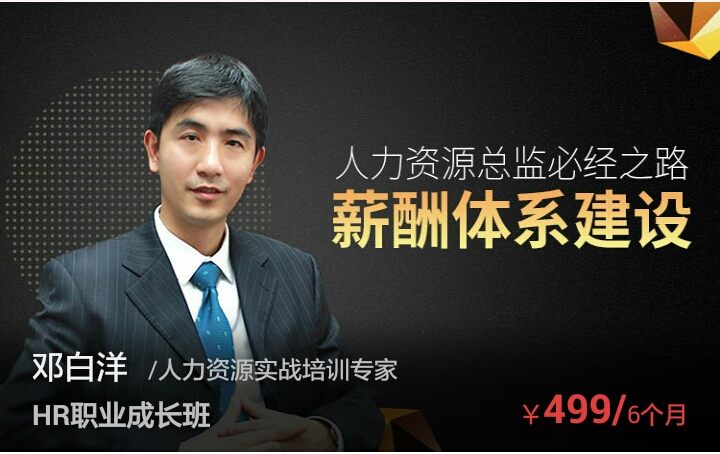 人力资源总监必经之路
薪酬体系建设
邓白洋 /人力资源实战培训专家
HR职业成长班
￥499/6个月